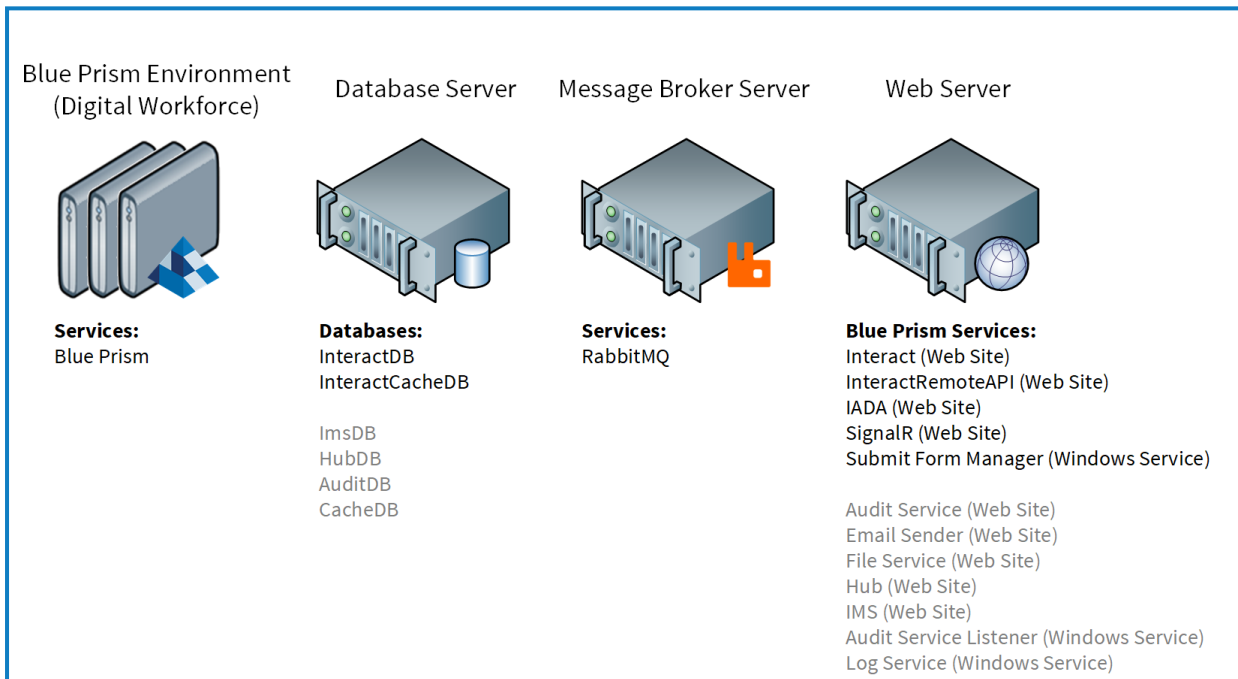 Blue Prism Environment
(Digital Workforce)
Database Server
Message Broker Server
Web Server
Services:
Blue Prism
Databases:
InteractDB
InteractCacheDB
ImsDB
HubDB
AuditDB
CacheDB
Services:
RabbitMQ
Blue Prism Services:
Interact (Web Site)
InteractRemoteAPI (Web Site)
IADA (Web Site)
SignalR (Web Site)
Submit Form Manager (Windows Service)
Audit Service (Web Site)
Email Sender (Web Site)
File Service (Web Site)
Hub (Web Site)
IMS (Web Site)
Audit Service Listener (Windows Service)
Log Service (Windows Service)